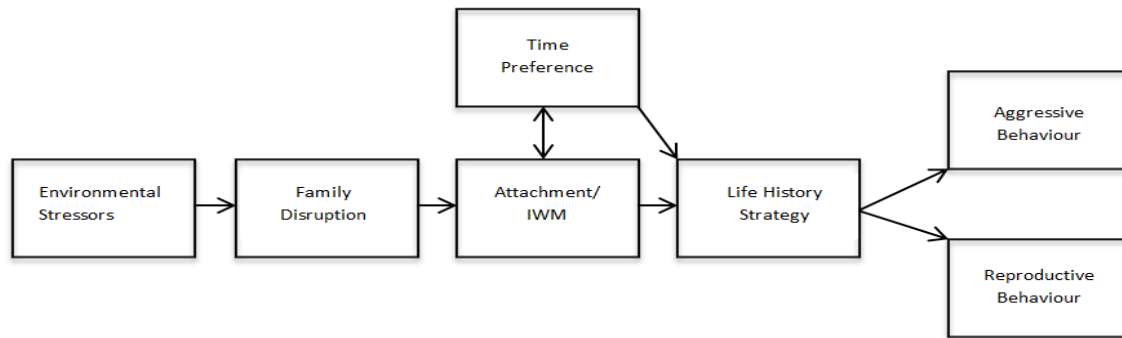 Time
Preference
Aggressive
Behaviour
Environmental
Stressors
Family
Disruption
Attachment/
IWM
Life History
Strategy
Reproductive
Behaviour